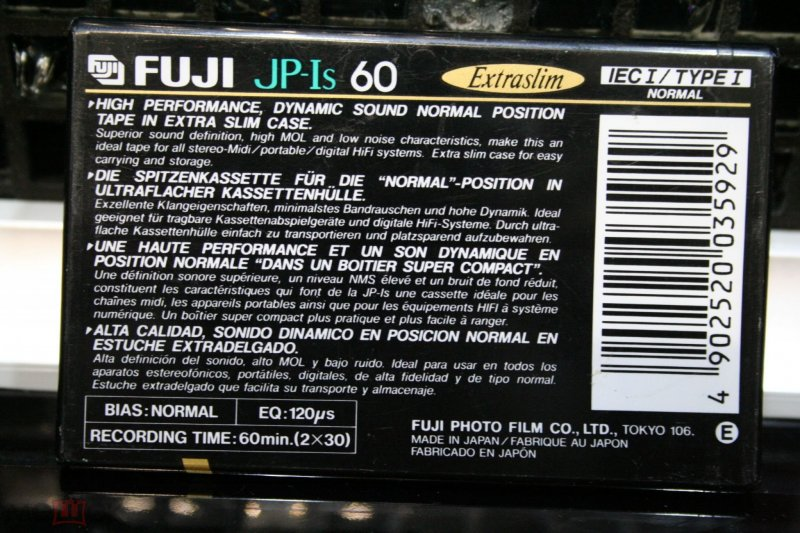 FUJI FUJI JP-Is 60 Extraslim IEC I/TYPE I
NORMAL
HIGH PERFORMANCE, DYNAMIC SOUND NORMAL POSITION
TAPE IN EXTRA SLIM CASE.
Superior sound definition, high MOL and low noise characteristics, make this an
ideal tape for all stereo-Midi/portable/digital HiFi systems. Extra slim case for easy
carrying and storage.
DIE SPITZENKASSETTE FÜR DIE "NORMAL"-POSITION IN
ULTRAFLACHER KASSETTENHÜLLE.
Exzellente Klangeigenschaften, minimalstes Bandrauschen und hohe Dynamik. Ideal
geeignet für tragbare Kassettenabspielgeräte und digitale HiFi-Systeme. Durch ultra-
flache Kassettenhülle einfach zu transportieren und platzsparend aufzubewahren.
UNE HAUTE PERFORMANCE ET UN SON DYNAMIQUE EN
POSITION NORMALE "DANS UN BOITIER SUPER COMPACT".
Une définition sonore supérieure, un niveau NMS élevé et un bruit de fond réduit,
constituent les caractéristiques qui font de la JP-Is une cassette idéale pour les
chaînes midi, les appareils portables ainsi que pour les équipements HIFI à système
numérique. Un boîtier super compact plus pratique et plus facile à ranger.
ALTA CALIDAD, SONIDO DINAMICO EN POSICION NORMAL EN
ESTUCHE EXTRADELGADO.
Alta definición del sonido, alto MOL y bajo ruido. Ideal para usar en todos los
aparatos estereofónicos, portátiles, digitales, de alta fidelidad y de tipo normal.
Estuche extradelgado que facilita su transporte y almacenaje.
BIAS: NORMAL EQ: 120μs
RECORDING TIME: 60min.(2×30)
FUJI PHOTO FILM CO., LTD., TOKYO 106.
MADE IN JAPAN/FABRIQUE AU JAPON
FABRICADO EN JAPÓN
E
4 902520 035929